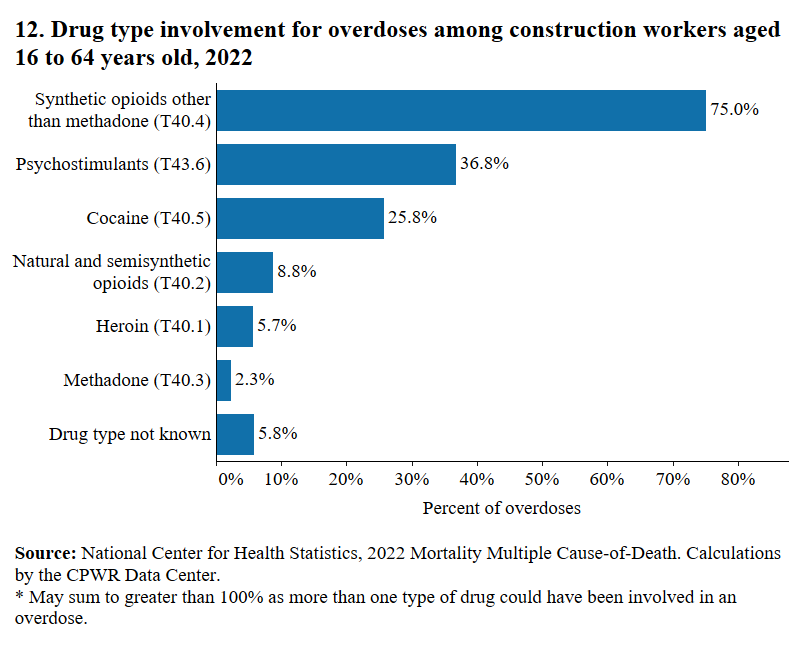 12. Drug type involvement for overdoses among construction workers aged
16 to 64 years old, 2022
Synthetic opioids other
than methadone (T40.4)
75.0%
Psychostimulants (T43.6)
36.8%
Cocaine (T40.5)
25.8%
Natural and semisynthetic
opioids (T40.2)
8.8%
Heroin (T40.1)
5.7%
Methadone (T40.3)
2.3%
Drug type not known
5.8%
0% 10% 20% 30% 40% 50% 60% 70% 80%
Percent of overdoses
Source: National Center for Health Statistics, 2022 Mortality Multiple Cause-of-Death. Calculations
by the CPWR Data Center.
* May sum to greater than 100% as more than one type of drug could have been involved in an
overdose.